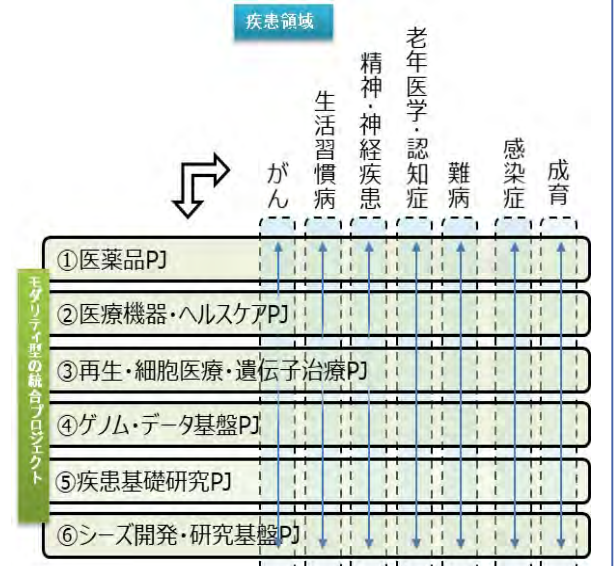 疾患領域
がん
生活習慣病
精神・神経疾患
老年医学・認知症
難病
感染症
成育
モダリティ型の統合プロジェクト
①医薬品PJ
②医療機器・ヘルスケアPJ
③再生・細胞医療・遺伝子治療PJ
④ゲノム・データ基盤PJ
⑤疾患基礎研究PJ
⑥シーズ開発・研究基盤PJ